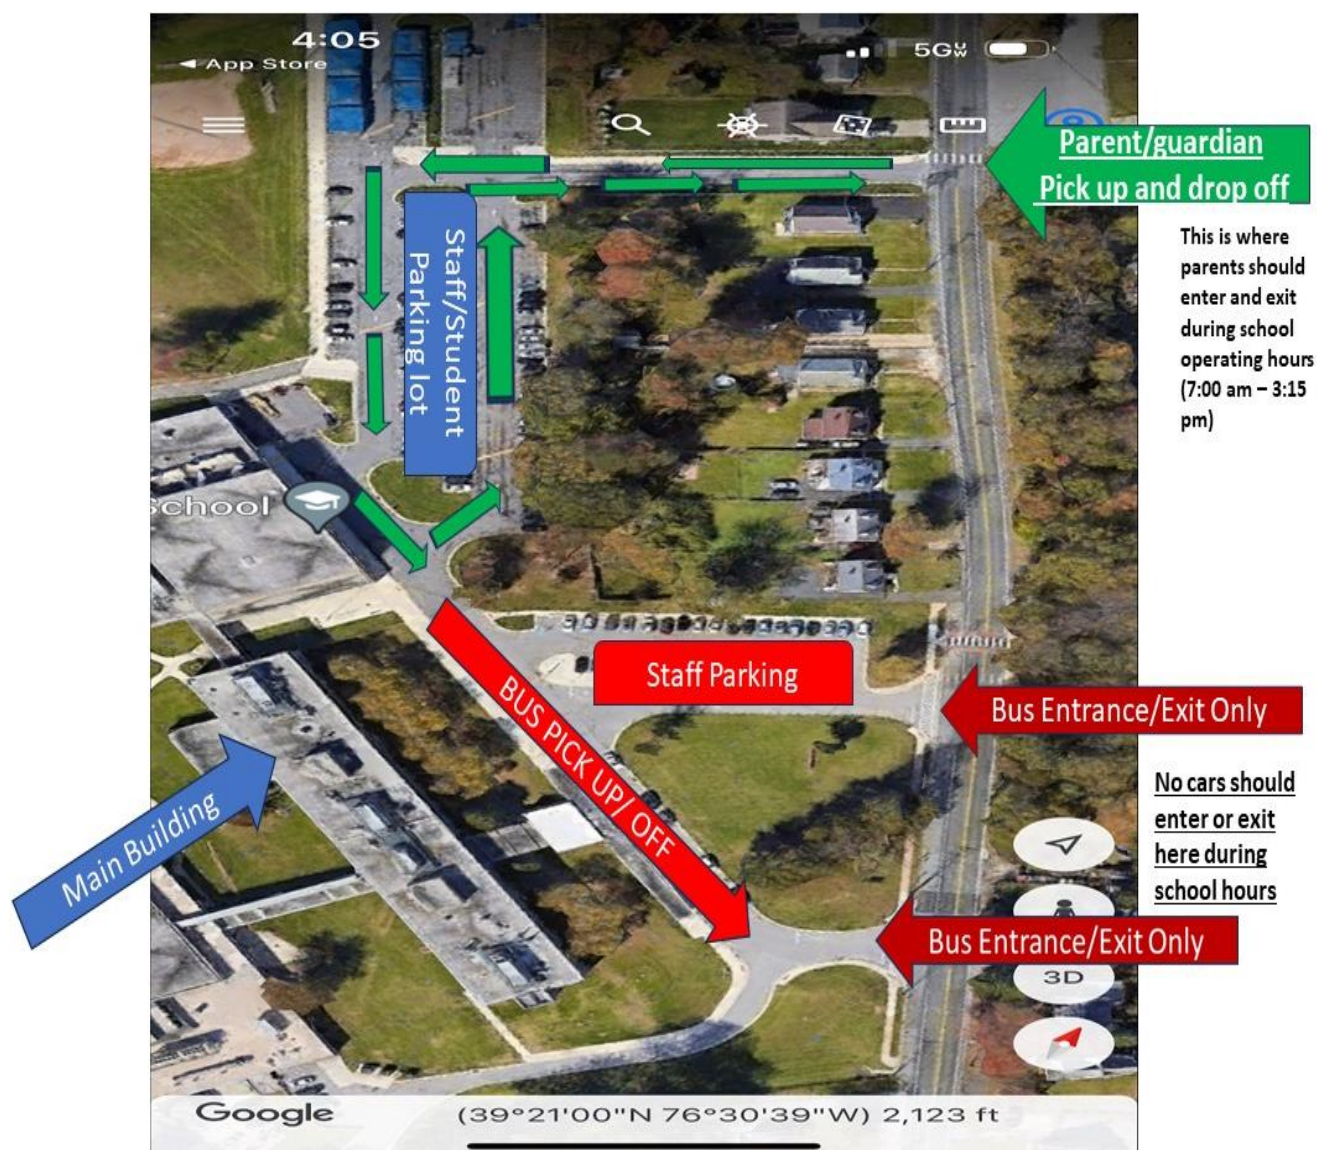 4:05
5G UW
◄ App Store
Parent/guardian
Pick up and drop off
This is where
parents should
enter and exit
during school
operating hours
(7:00 am – 3:15
pm)
Staff/Student
Parking lot
School
Staff Parking
BUS PICK UP/ OFF
Bus Entrance/Exit Only
No cars should
enter or exit
here during
school hours
Main Building
Bus Entrance/Exit Only
3D
Google
(39°21'00"N 76°30'39"W) 2,123 ft